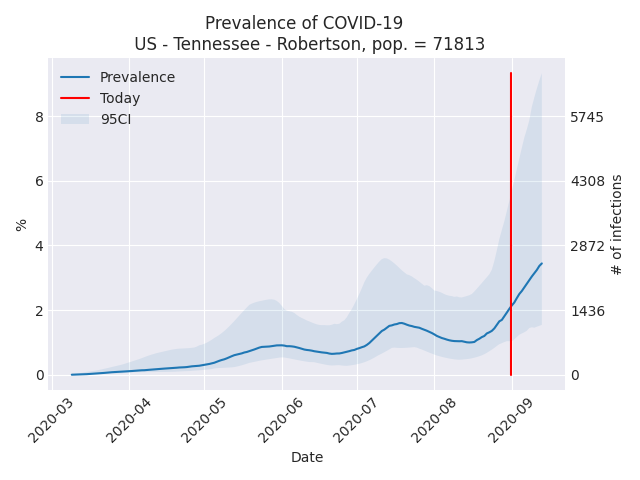 Prevalence of COVID-19
US - Tennessee - Robertson, pop. = 71813
Prevalence
Today
95CI
8
6
4
2
0
%
5745
4308
2872
1436
0
# of infections
2020-03
2020-04
2020-05
2020-06
2020-07
2020-08
2020-09
Date